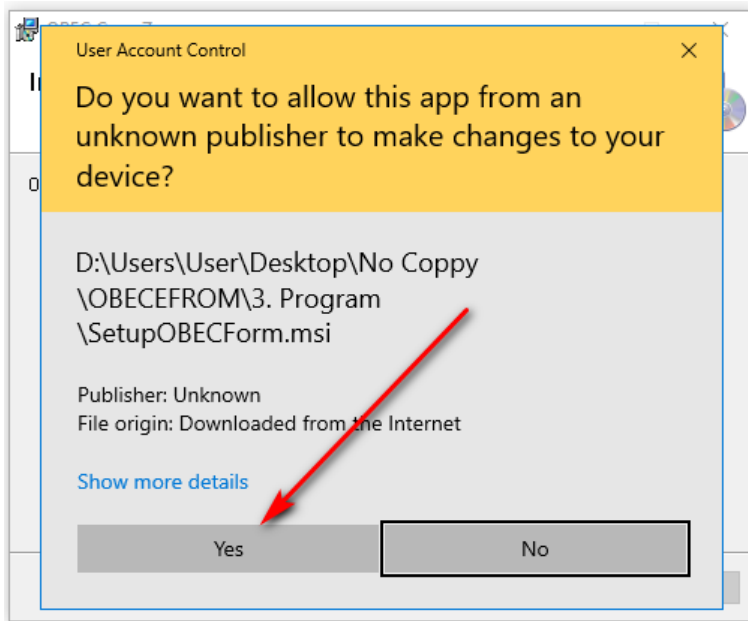 User Account Control
Do you want to allow this app from an
unknown publisher to make changes to your
device?
D:\Users\User\Desktop\No Coppy
\OBECEFROM\3. Program
\SetupOBECForm.msi
Publisher: Unknown
File origin: Downloaded from the Internet
Show more details
Yes
No